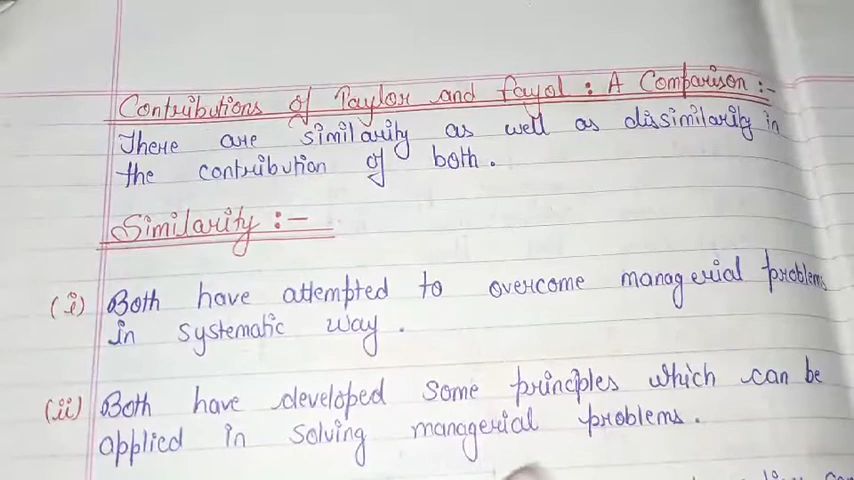 Contributions of Taylor and Fayol : A Comparison :-
There are similarity as well as dissimilarity in
the contribution of both.
Similarity :-
(i) Both have attempted to overcome managerial problems
in systematic way.
(ii) Both have developed some principles which can be
applied in solving managerial problems.